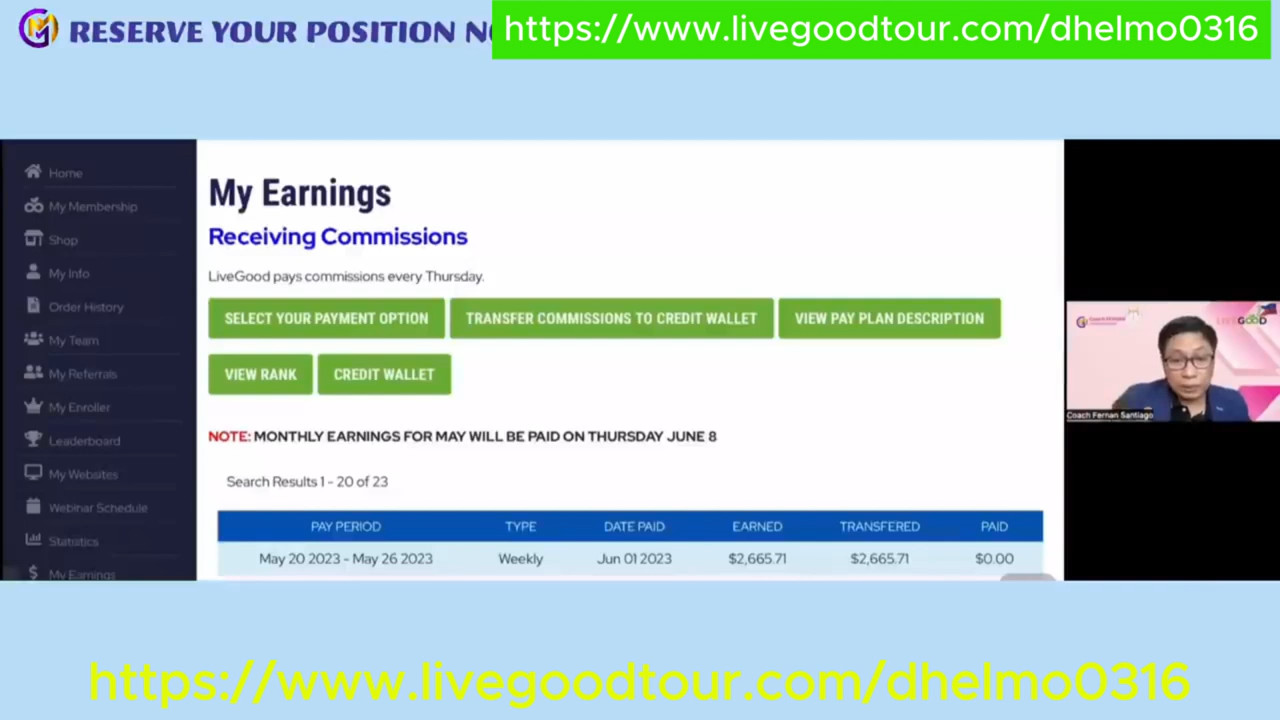 RESERVE YOUR POSITION
https://www.livegoodtour.com/dhelmo0316
Home
My Membership
Shop
My Info
Order History
My Team
My Referrals
My Enroller
Leaderboard
My Websites
Webinar Schedule
Statistics
My Earnings
My Earnings
Receiving Commissions
LiveGood pays commissions every Thursday.
SELECT YOUR PAYMENT OPTION
TRANSFER COMMISSIONS TO CREDIT WALLET
VIEW PAY PLAN DESCRIPTION
VIEW RANK
CREDIT WALLET
NOTE: MONTHLY EARNINGS FOR MAY WILL BE PAID ON THURSDAY JUNE 8
Search Results 1 - 20 of 23
PAY PERIOD TYPE DATE PAID EARNED TRANSFERED PAID
May 20 2023 - May 26 2023 Weekly Jun 01 2023 $2,665.71 $2,665.71 $0.00
LIVEGOOD
Coach Fernan Santiago
https://www.livegoodtour.com/dhelmo0316